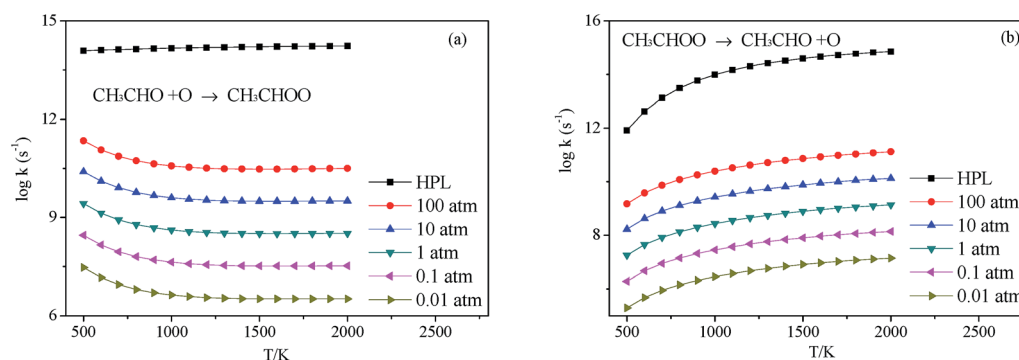 15
12
9
6
log k (s⁻¹)
(a)
CH₃CHO +O → CH₃CHOO
HPL
100 atm
10 atm
1 atm
0.1 atm
0.01 atm
500 1000 1500 2000 2500
T/K
16
12
8
log k (s⁻¹)
CH₃CHOO → CH₃CHO +O
(b)
HPL
100 atm
10 atm
1 atm
0.1 atm
0.01 atm
500 1000 1500 2000 2500
T/K